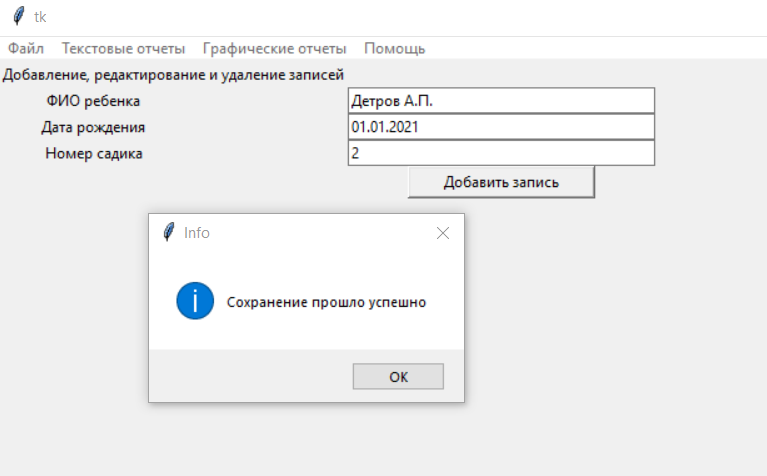 tk
Файл Текстовые отчеты Графические отчеты Помощь
Добавление, редактирование и удаление записей
ФИО ребенка Детров А.П.
Дата рождения 01.01.2021
Номер садика 2
Добавить запись
Info
Сохранение прошло успешно
OK